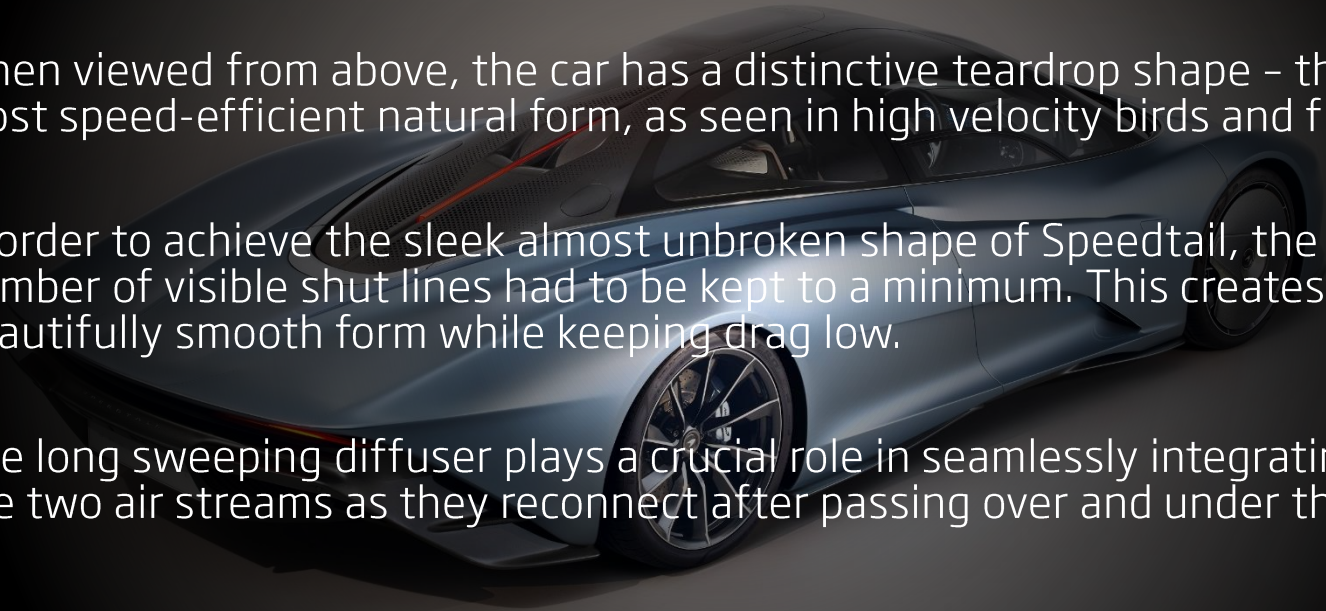 hen viewed from above, the car has a distinctive teardrop shape – th
ost speed-efficient natural form, as seen in high velocity birds and f
order to achieve the sleek almost unbroken shape of Speedtail, the
mber of visible shut lines had to be kept to a minimum. This creates
autifully smooth form while keeping drag low.
e long sweeping diffuser plays a crucial role in seamlessly integratin
e two air streams as they reconnect after passing over and under th